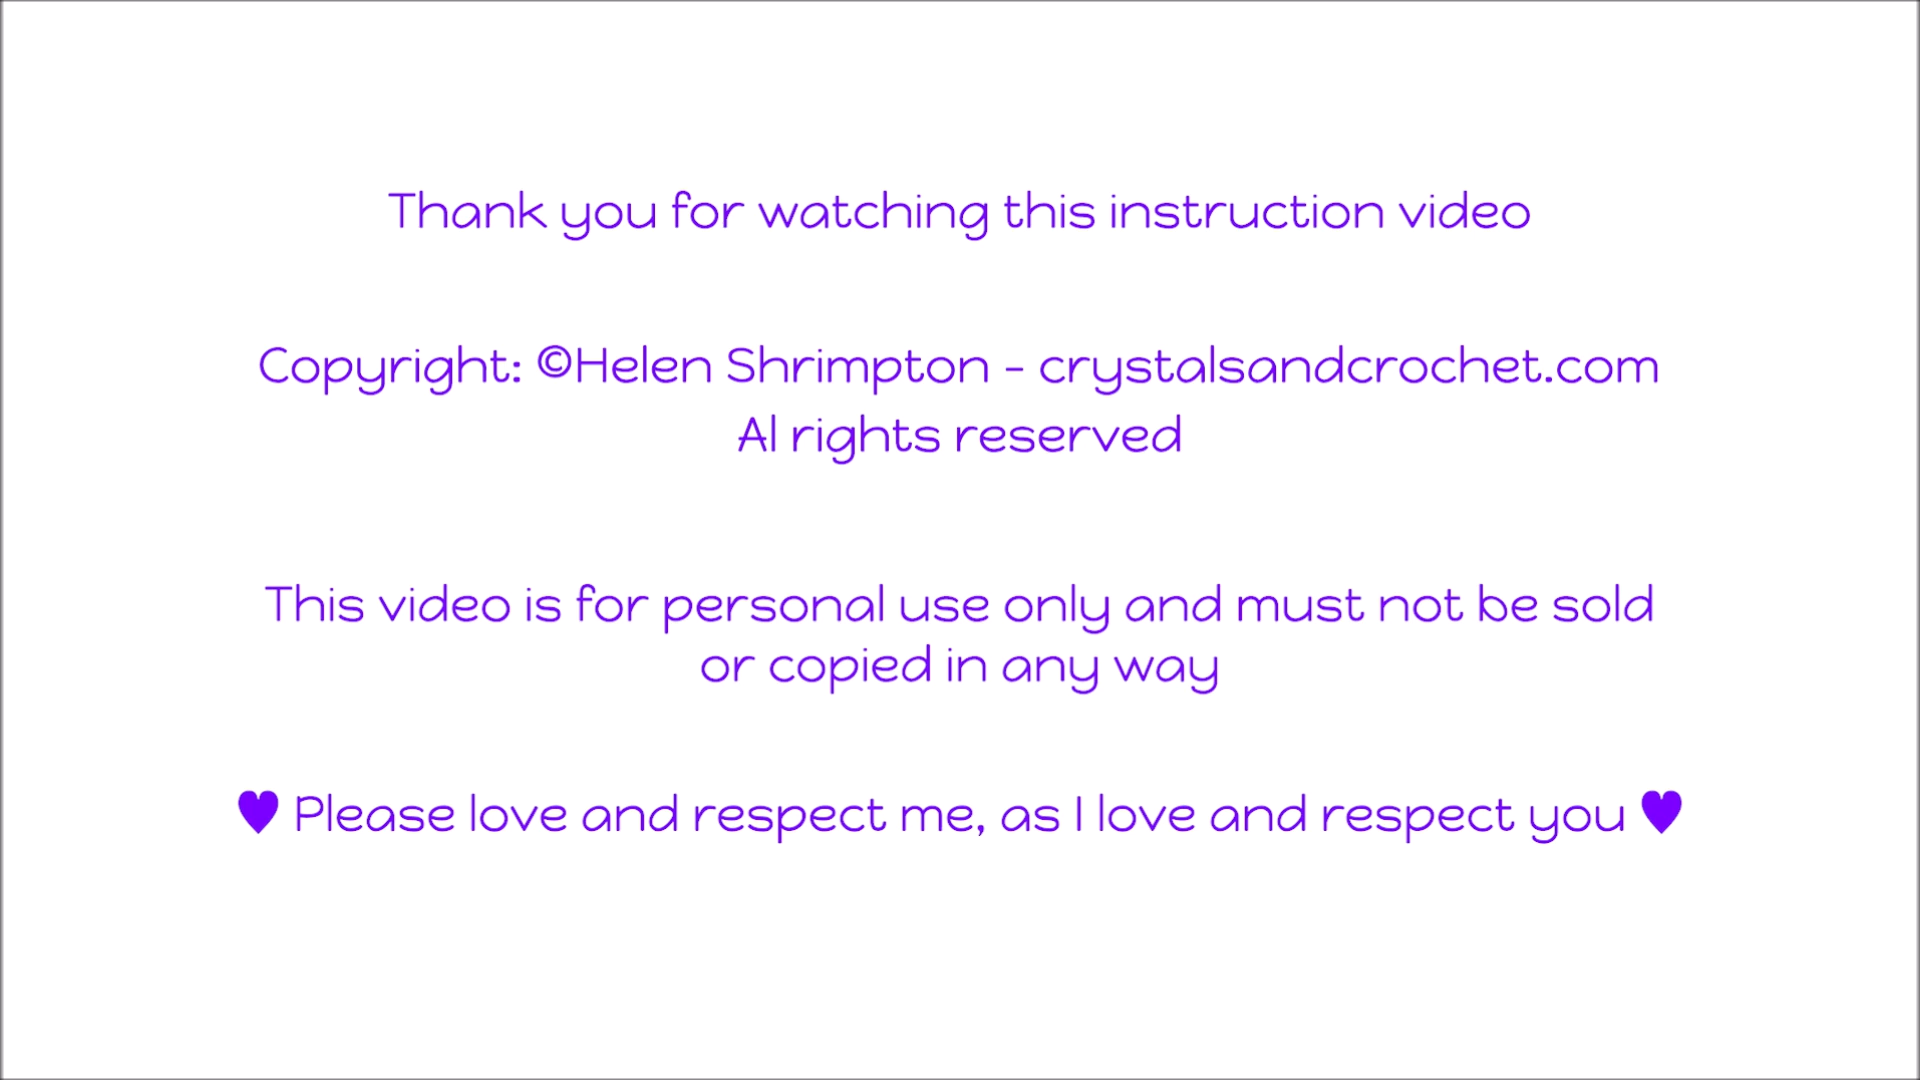 Thank you for watching this instruction video
Copyright: ©Helen Shrimpton - crystalsandcrochet.com
Al rights reserved
This video is for personal use only and must not be sold
or copied in any way
♥ Please love and respect me, as I love and respect you ♥